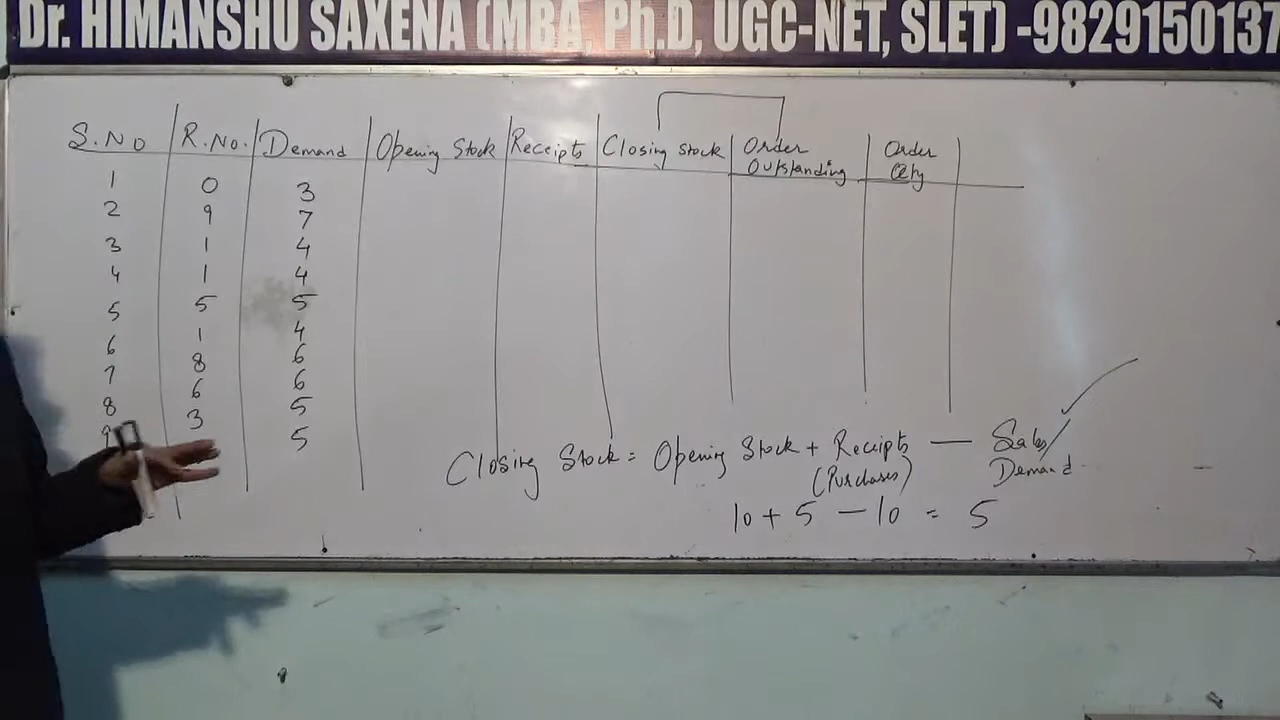 Dr. HIMANSHU SAXENA (MBA, Ph.D, UGC-NET, SLET) -9829150137
S.No R.No. Demand Opening Stock Receipts Closing Stock Order Outstanding Order Qty
1 0 3
2 9 7
3 1 4
4 1 4
5 5 5
6 1 4
7 8 6
8 6 6
9 3 5
5
Closing Stock = Opening Stock + Receipts — Sales/
(Purchases) Demand
10 + 5 — 10 = 5